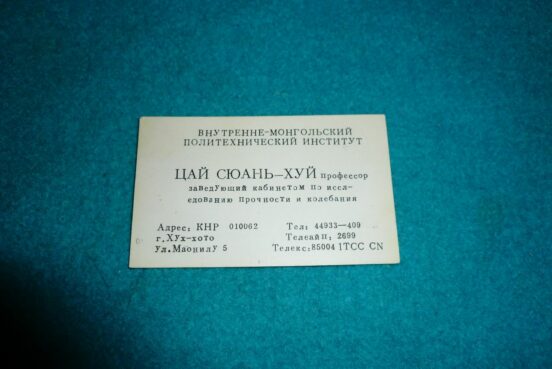 ВНУТРЕННЕ-МОНГОЛЬСКИЙ
ПОЛИТЕХНИЧЕСКИЙ ИНСТИТУТ
ЦАЙ СЮАНЬ—ХУЙ Профессор
заведующий кабинетом по иссл-
едованию прочности и колебания
Адрес: КНР 010062
Тел: 44933—409
г.Хух-хото
Телеайп: 2699
Ул.Маонилу 5
Телекс:85004 1TCC CN